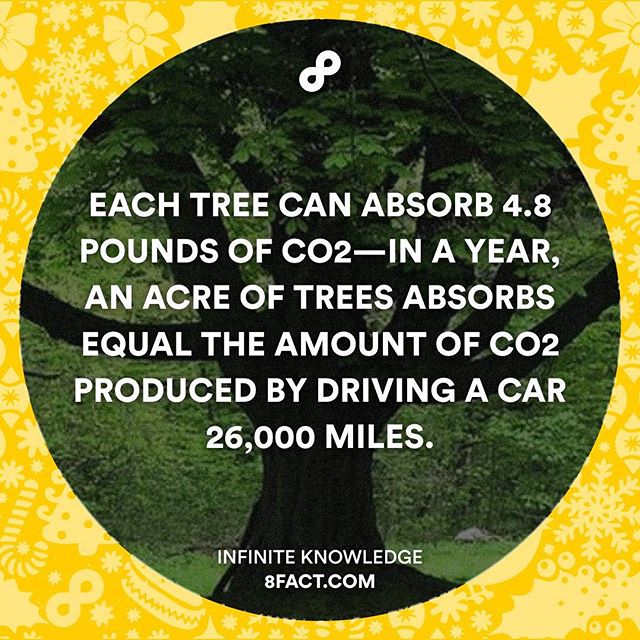 EACH TREE CAN ABSORB 4.8
POUNDS OF CO2—IN A YEAR,
AN ACRE OF TREES ABSORBS
EQUAL THE AMOUNT OF CO2
PRODUCED BY DRIVING A CAR
26,000 MILES.
INFINITE KNOWLEDGE
8FACT.COM